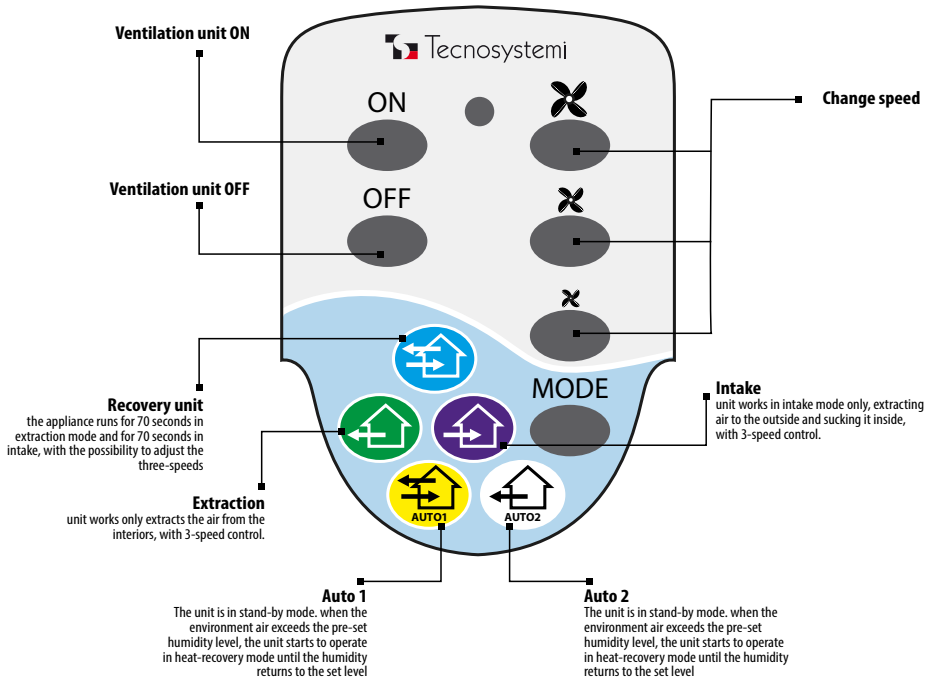 Ventilation unit ON
Tecnosystemi
ON
Change speed
Ventilation unit OFF
OFF
MODE
Recovery unit
the appliance runs for 70 seconds in
extraction mode and for 70 seconds in
intake, with the possibility to adjust the
three-speeds
Intake
unit works in intake mode only, extracting
air to the outside and sucking it inside,
with 3-speed control.
Extraction
unit works only extracts the air from the
interiors, with 3-speed control.
AUTO1
AUTO2
Auto 1
The unit is in stand-by mode. when the
environment air exceeds the pre-set
humidity level, the unit starts to operate
in heat-recovery mode until the humidity
returns to the set level
Auto 2
The unit is in stand-by mode. when the
environment air exceeds the pre-set
humidity level, the unit starts to operate
in heat-recovery mode until the humidity
returns to the set level